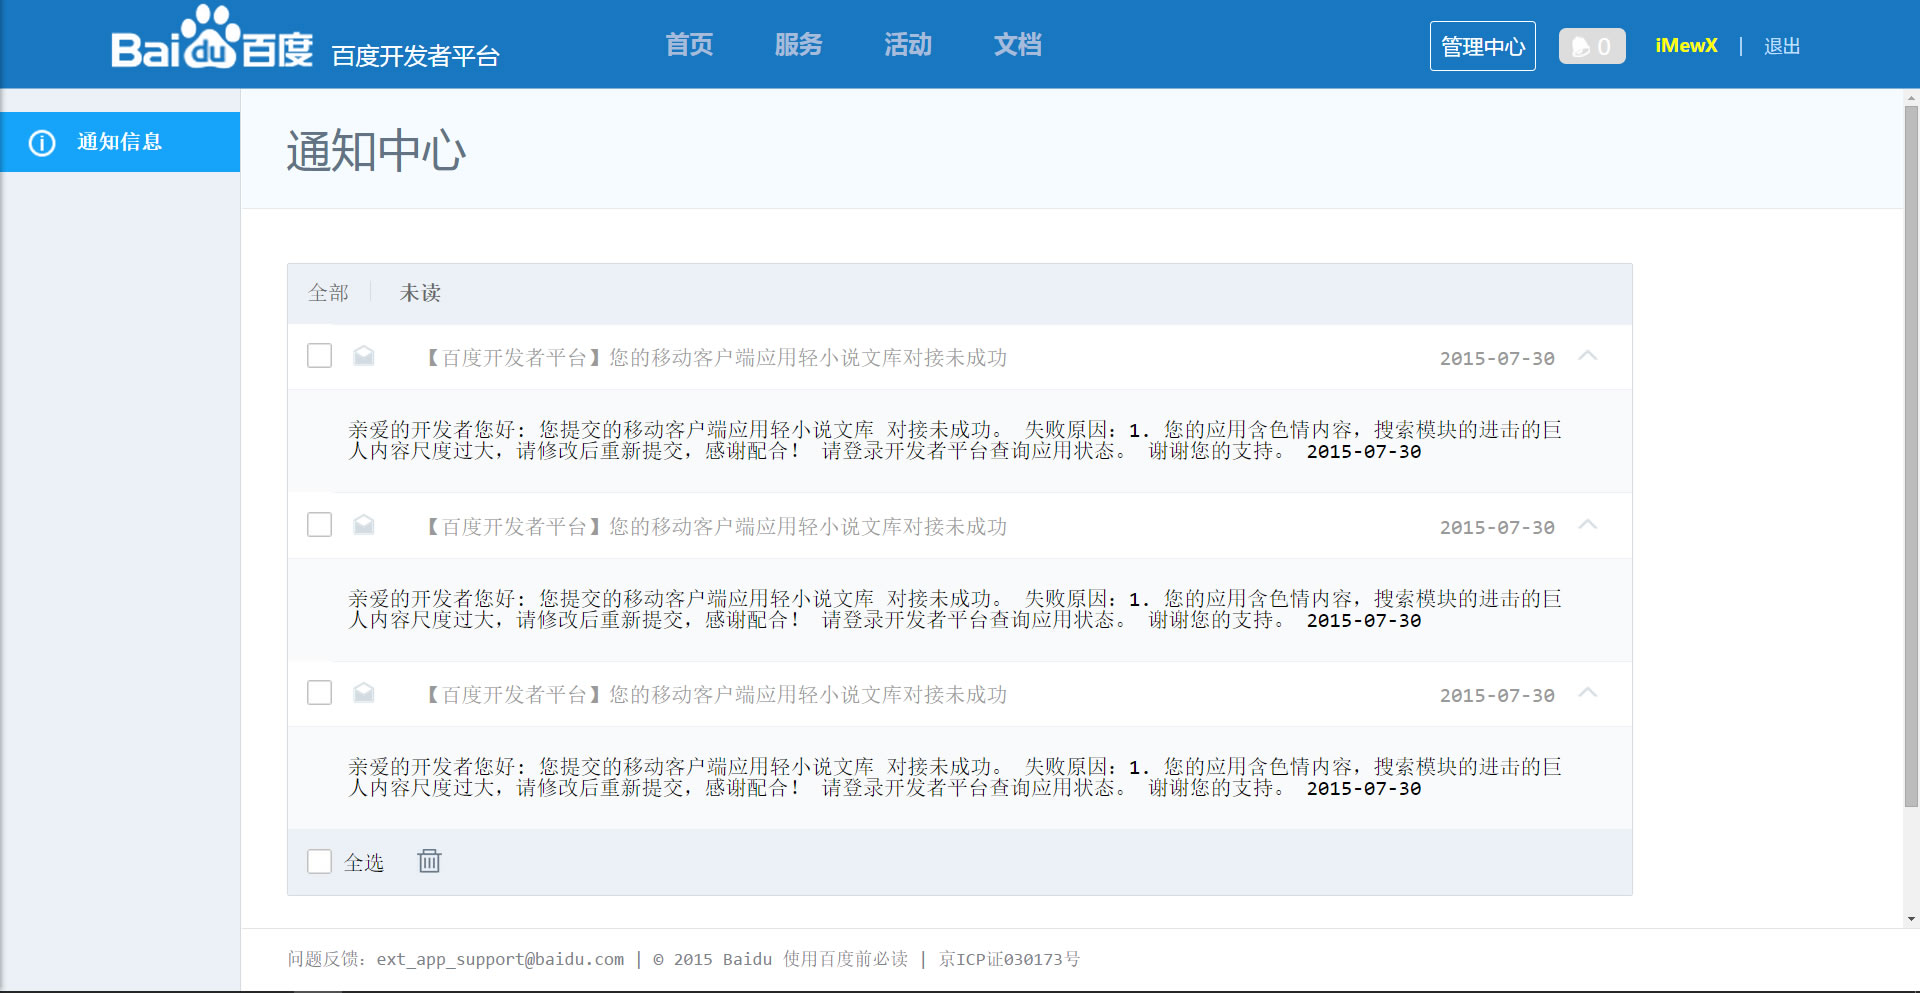 Bai du 百度 百度开发者平台 首页 服务 活动 文档 管理中心 0 iMewX | 退出
通知信息
通知中心
全部 未读
【百度开发者平台】您的移动客户端应用轻小说文库对接未成功 2015-07-30
亲爱的开发者您好: 您提交的移动客户端应用轻小说文库 对接未成功。 失败原因: 1. 您的应用含色情内容，搜索模块的进击的巨
人内容尺度过大，请修改后重新提交，感谢配合！ 请登录开发者平台查询应用状态。 谢谢您的支持。 2015-07-30
【百度开发者平台】您的移动客户端应用轻小说文库对接未成功 2015-07-30
亲爱的开发者您好: 您提交的移动客户端应用轻小说文库 对接未成功。 失败原因: 1. 您的应用含色情内容，搜索模块的进击的巨
人内容尺度过大，请修改后重新提交，感谢配合！ 请登录开发者平台查询应用状态。 谢谢您的支持。 2015-07-30
【百度开发者平台】您的移动客户端应用轻小说文库对接未成功 2015-07-30
亲爱的开发者您好: 您提交的移动客户端应用轻小说文库 对接未成功。 失败原因: 1. 您的应用含色情内容，搜索模块的进击的巨
人内容尺度过大，请修改后重新提交，感谢配合！ 请登录开发者平台查询应用状态。 谢谢您的支持。 2015-07-30
全选
问题反馈: ext_app_support@baidu.com | © 2015 Baidu 使用百度前必读 | 京ICP证030173号